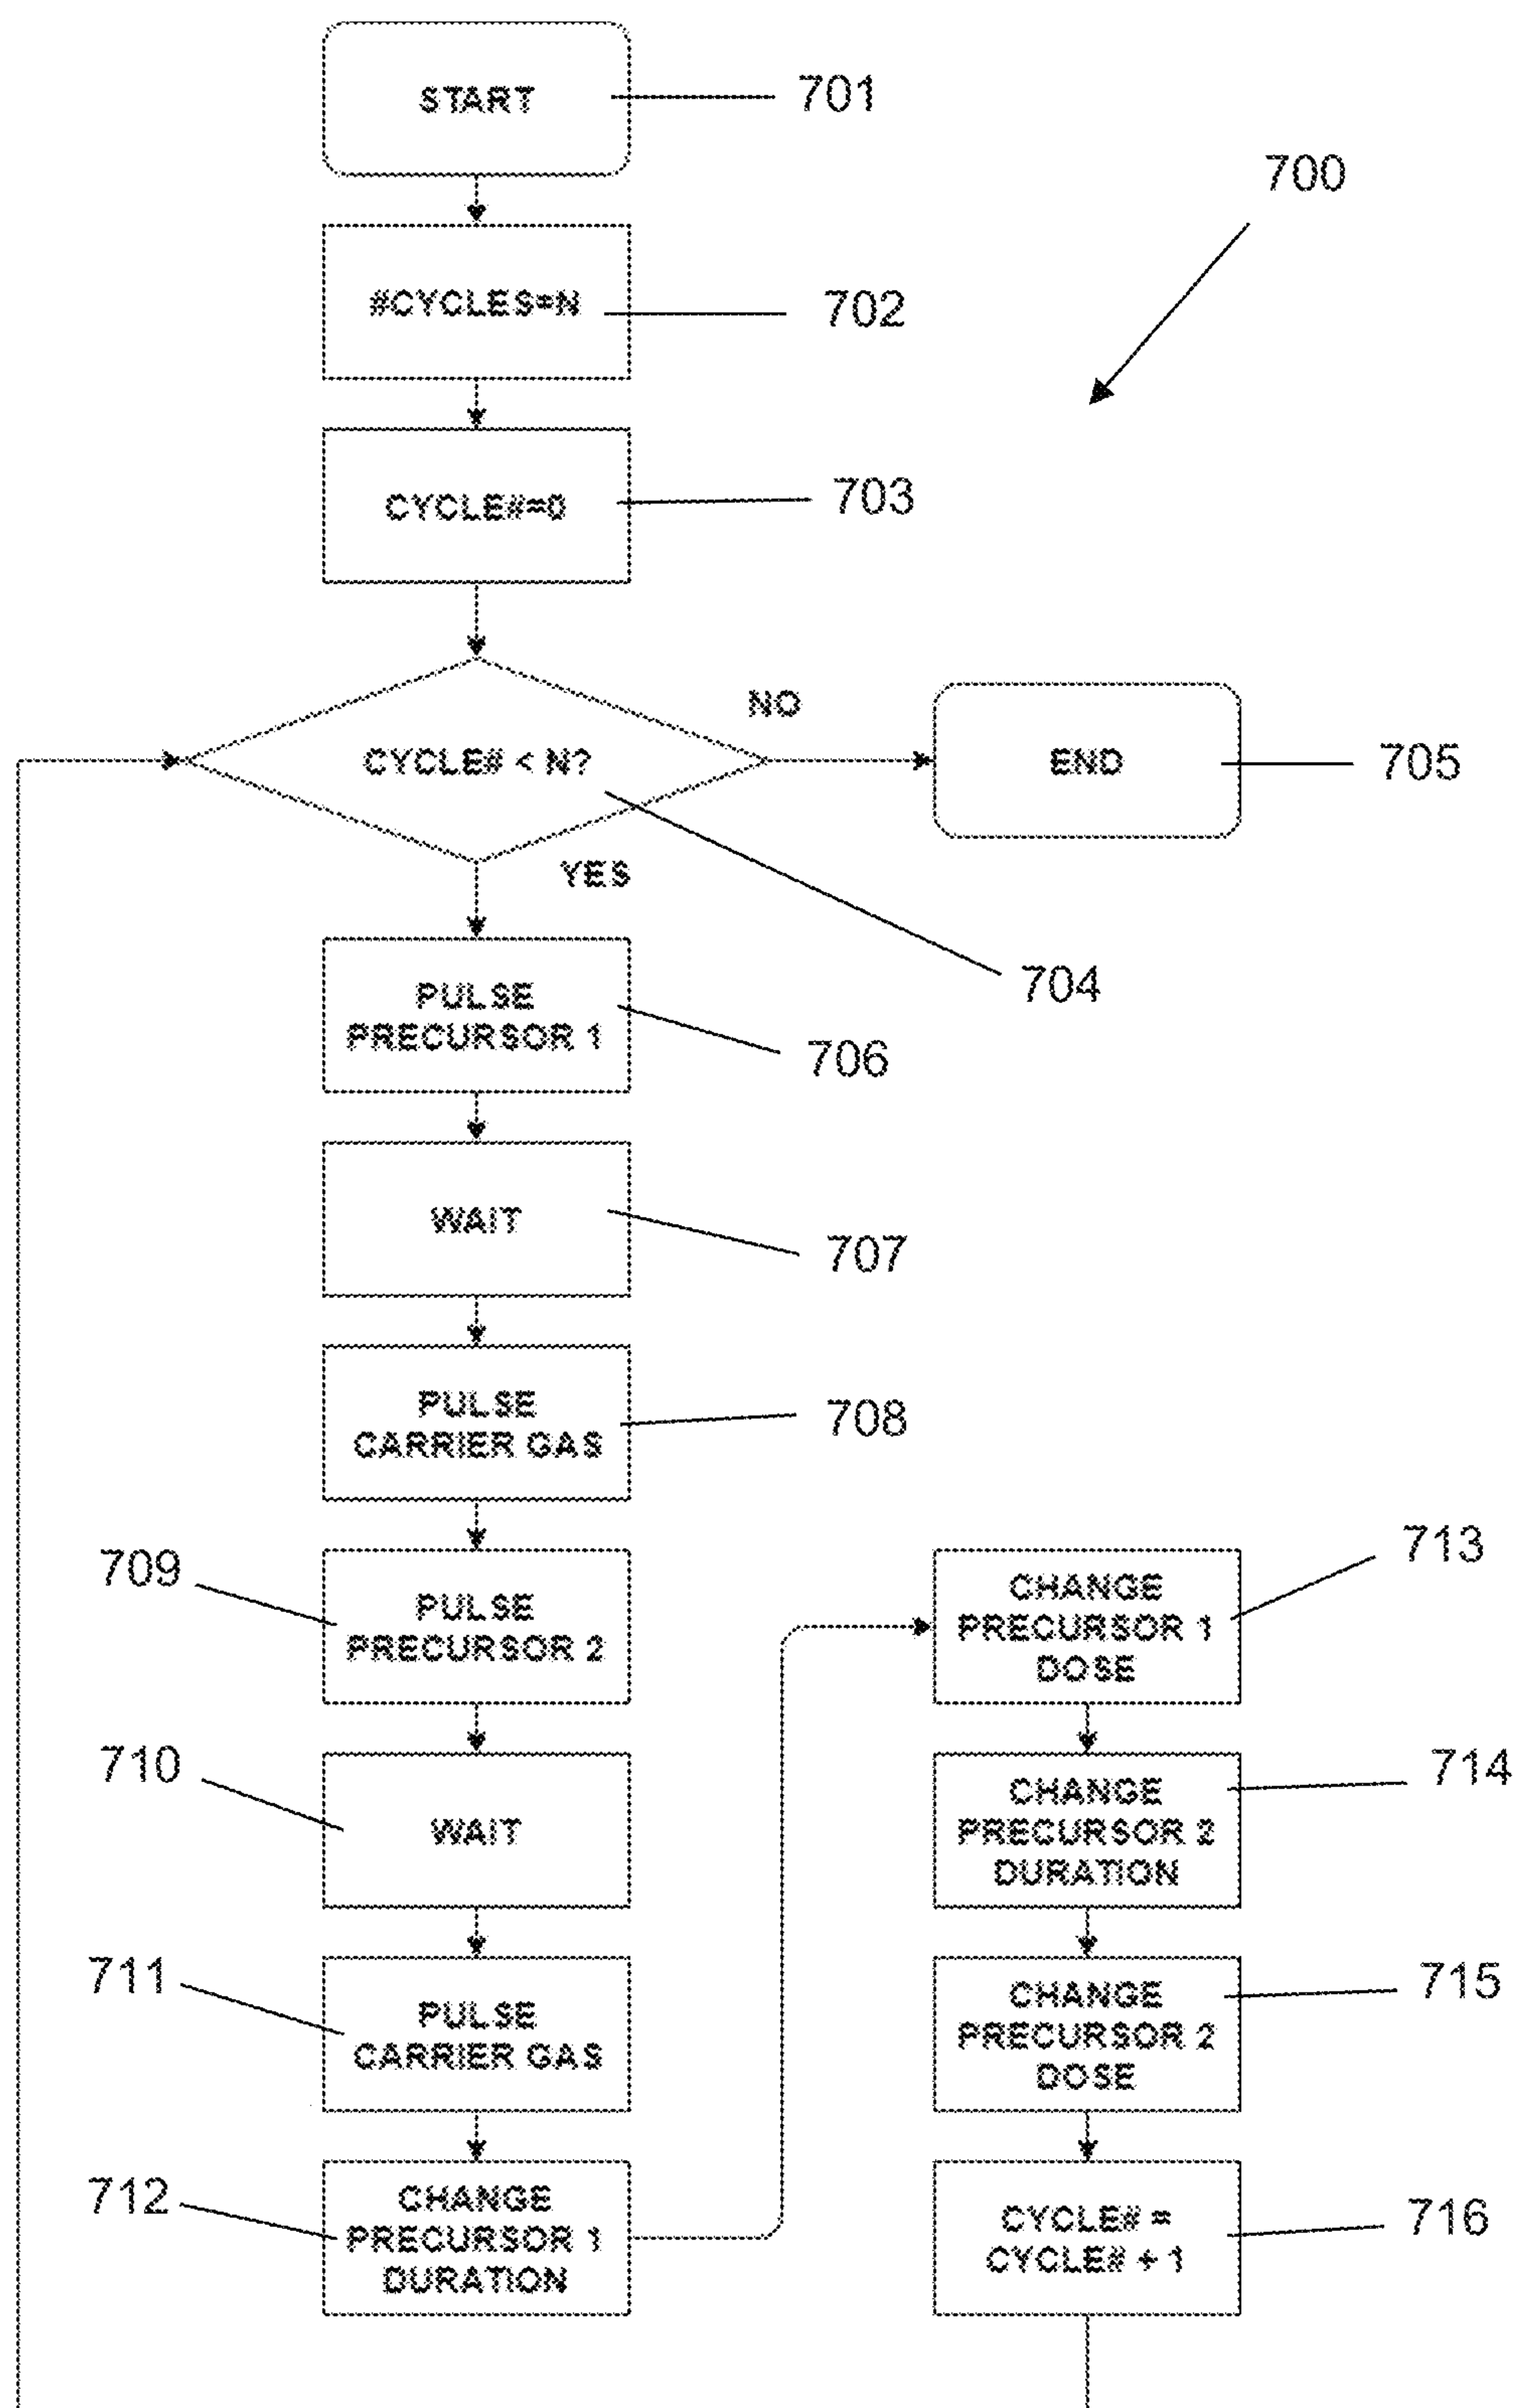 START
701
700
#CYCLES=N
702
CYCLE#=0
703
CYCLE# < N?
NO
END
705
YES
704
PULSE
PRECURSOR 1
706
WAIT
707
PULSE
CARRIER GAS
708
709
PULSE
PRECURSOR 2
710
WAIT
711
PULSE
CARRIER GAS
712
CHANGE
PRECURSOR 1
DURATION
CHANGE
PRECURSOR 1
DOSE
713
CHANGE
PRECURSOR 2
DURATION
714
CHANGE
PRECURSOR 2
DOSE
715
CYCLE# =
CYCLE# + 1
716